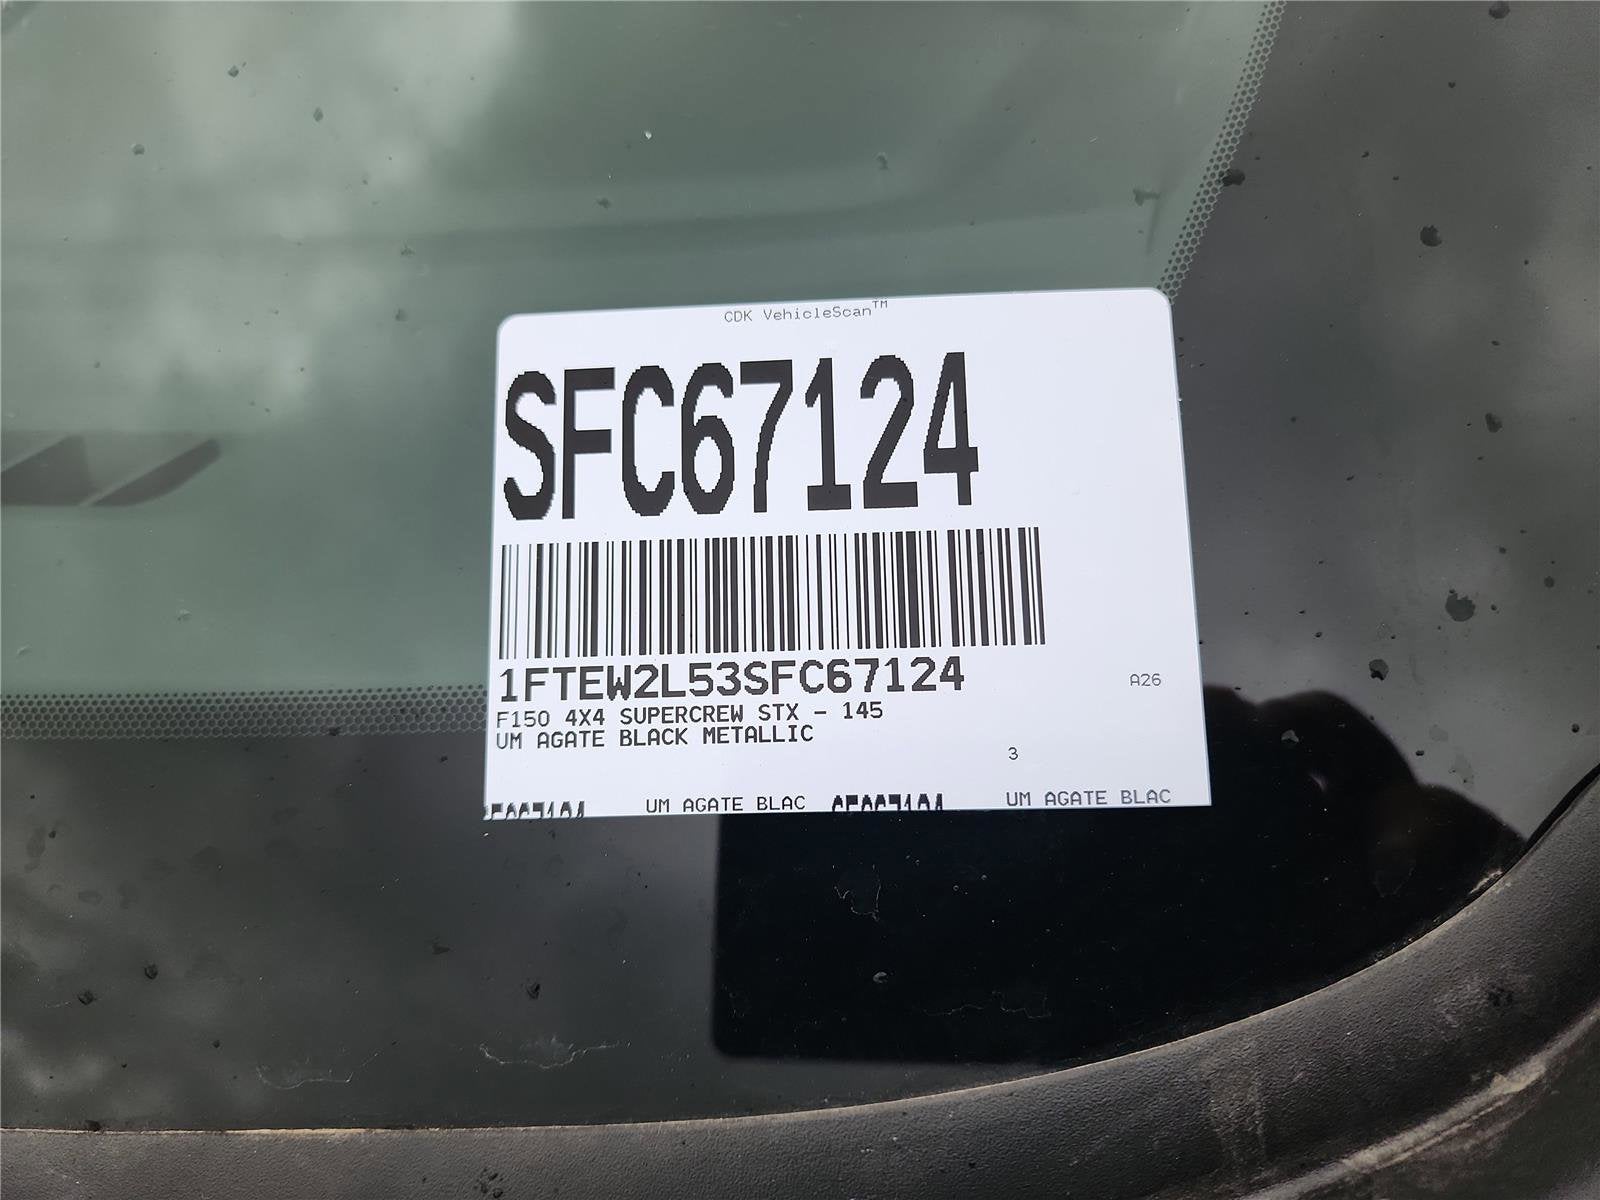 CDK VehicleScan™
SFC67124
1FTEW2L53SFC67124
A26
F150 4X4 SUPERCREW STX - 145
UM AGATE BLACK METALLIC
3
UM AGATE BLAC
UM AGATE BLAC